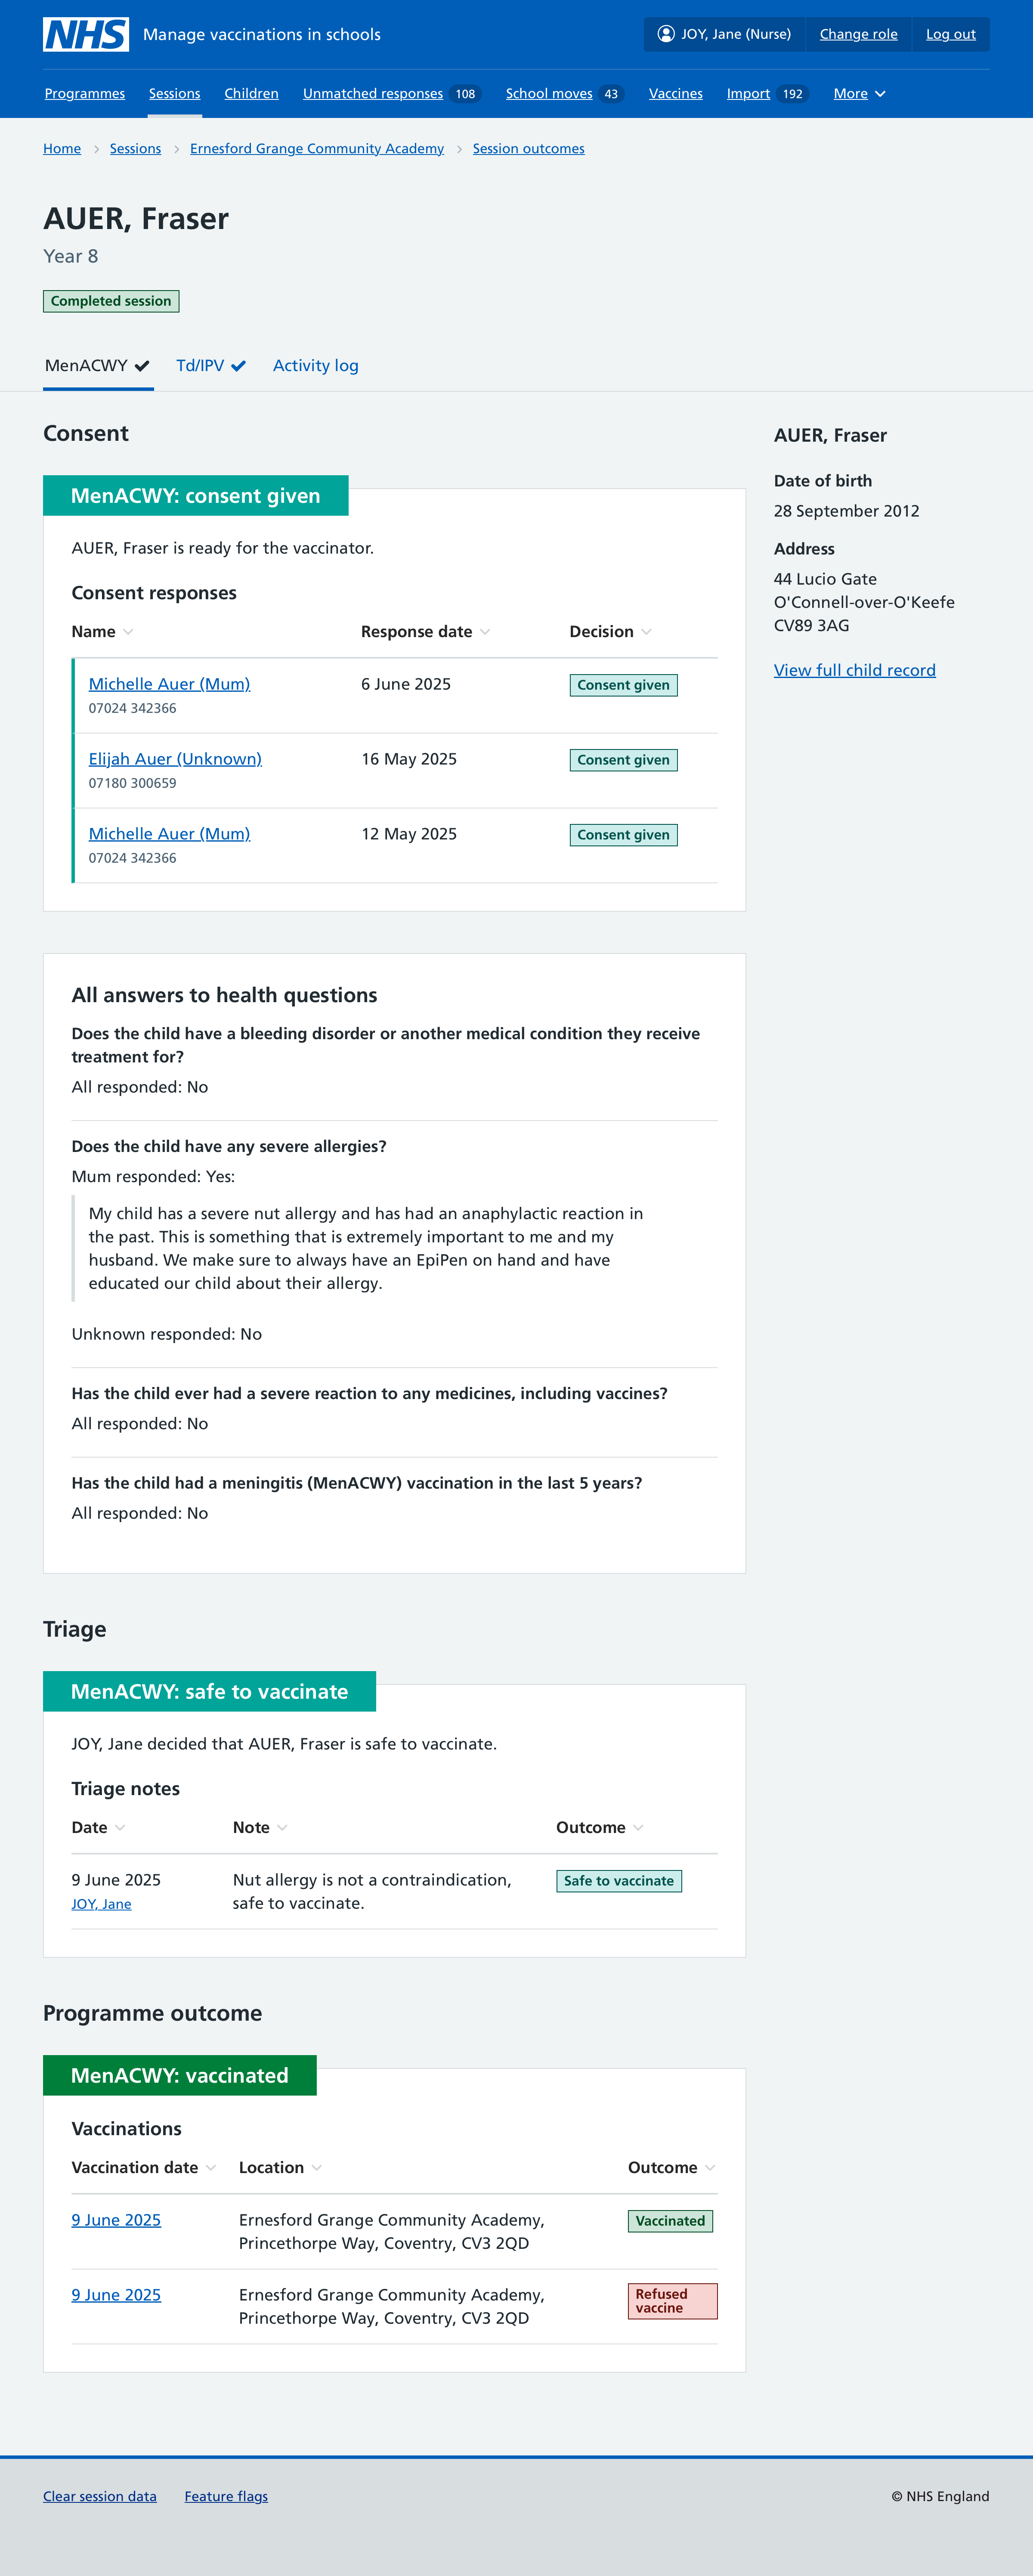 NHS Manage vaccinations in schools
JOY, Jane (Nurse) Change role Log out
Programmes Sessions Children Unmatched responses 108 School moves 43 Vaccines Import 192 More
Home Sessions Ernesford Grange Community Academy Session outcomes
AUER, Fraser
Year 8
Completed session
MenACWY Td/IPV Activity log
Consent
MenACWY: consent given
AUER, Fraser is ready for the vaccinator.
Consent responses
Name Response date Decision
Michelle Auer (Mum) 6 June 2025 Consent given
07024 342366
Elijah Auer (Unknown) 16 May 2025 Consent given
07180 300659
Michelle Auer (Mum) 12 May 2025 Consent given
07024 342366
AUER, Fraser
Date of birth
28 September 2012
Address
44 Lucio Gate
O'Connell-over-O'Keefe
CV89 3AG
View full child record
All answers to health questions
Does the child have a bleeding disorder or another medical condition they receive
treatment for?
All responded: No
Does the child have any severe allergies?
Mum responded: Yes:
My child has a severe nut allergy and has had an anaphylactic reaction in
the past. This is something that is extremely important to me and my
husband. We make sure to always have an EpiPen on hand and have
educated our child about their allergy.
Unknown responded: No
Has the child ever had a severe reaction to any medicines, including vaccines?
All responded: No
Has the child had a meningitis (MenACWY) vaccination in the last 5 years?
All responded: No
Triage
MenACWY: safe to vaccinate
JOY, Jane decided that AUER, Fraser is safe to vaccinate.
Triage notes
Date Note Outcome
9 June 2025 Nut allergy is not a contraindication, Safe to vaccinate
JOY, Jane safe to vaccinate.
Programme outcome
MenACWY: vaccinated
Vaccinations
Vaccination date Location Outcome
9 June 2025 Ernesford Grange Community Academy, Vaccinated
Princethorpe Way, Coventry, CV3 2QD
9 June 2025 Ernesford Grange Community Academy, Refused
Princethorpe Way, Coventry, CV3 2QD vaccine
Clear session data Feature flags © NHS England